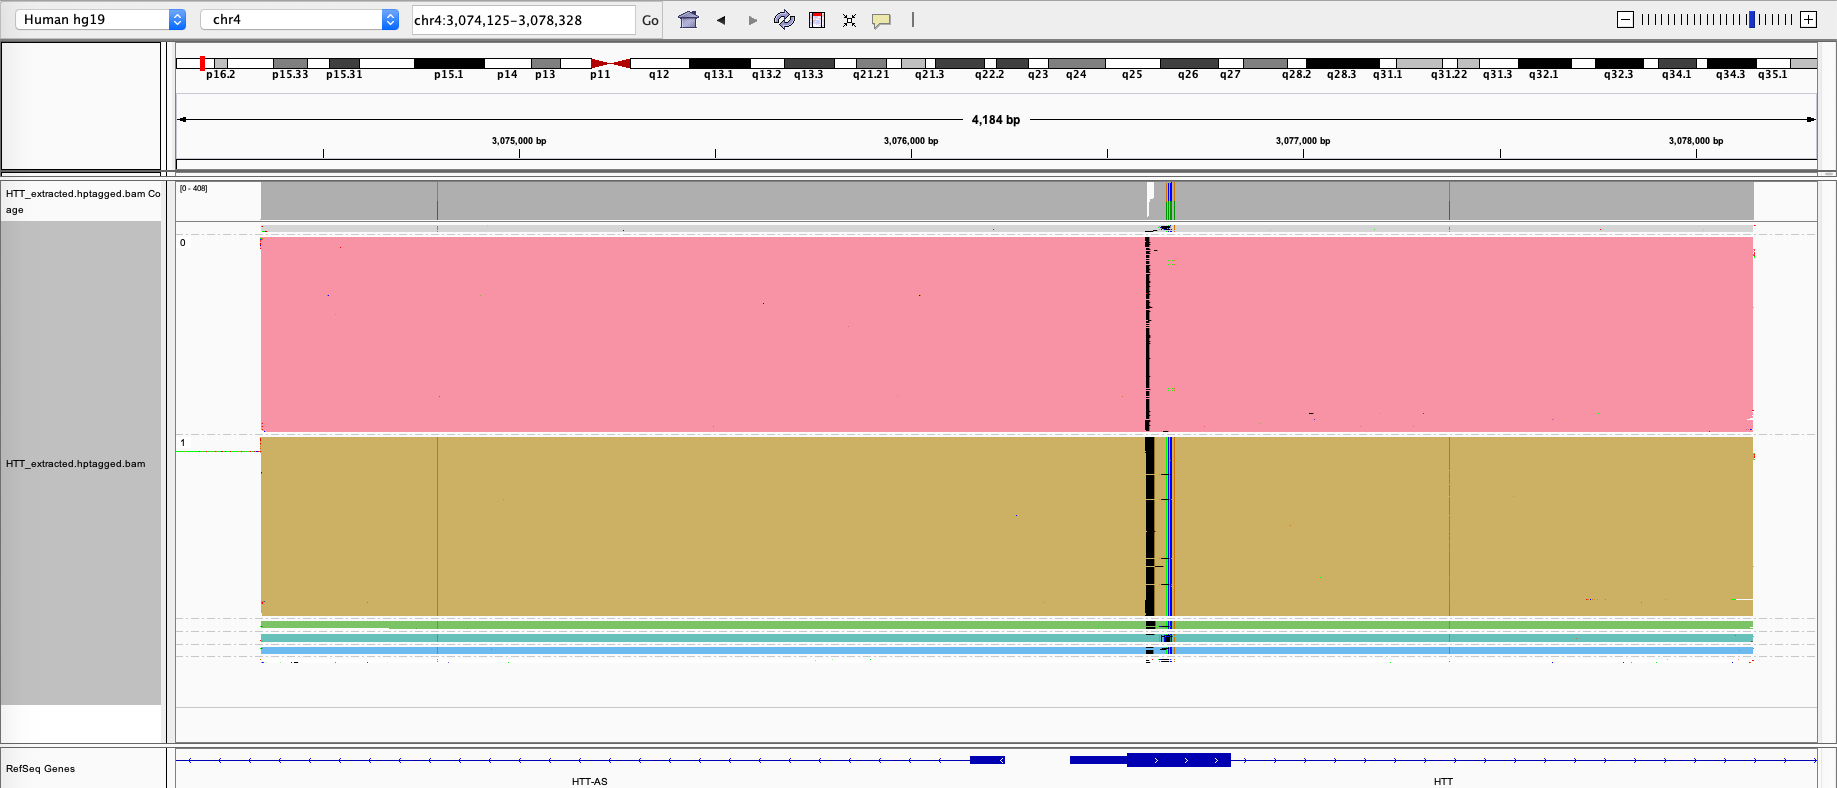 Human hg19 chr4 chr4:3,074,125-3,078,328 Go
p16.2 p15.33 p15.31 p15.1 p14 p13 p11 q12 q13.1 q13.2 q13.3 q21.21 q21.3 q22.2 q23 q24 q25 q26 q27 q28.2 q28.3 q31.1 q31.22 q31.3 q32.1 q32.3 q34.1 q34.3 q35.1
4,184 bp
3,075,000 bp 3,076,000 bp 3,077,000 bp 3,078,000 bp
HTT_extracted.hptagged.bam Co
age
[0 - 408]
0
1
HTT_extracted.hptagged.bam
RefSeq Genes
HTT-AS HTT